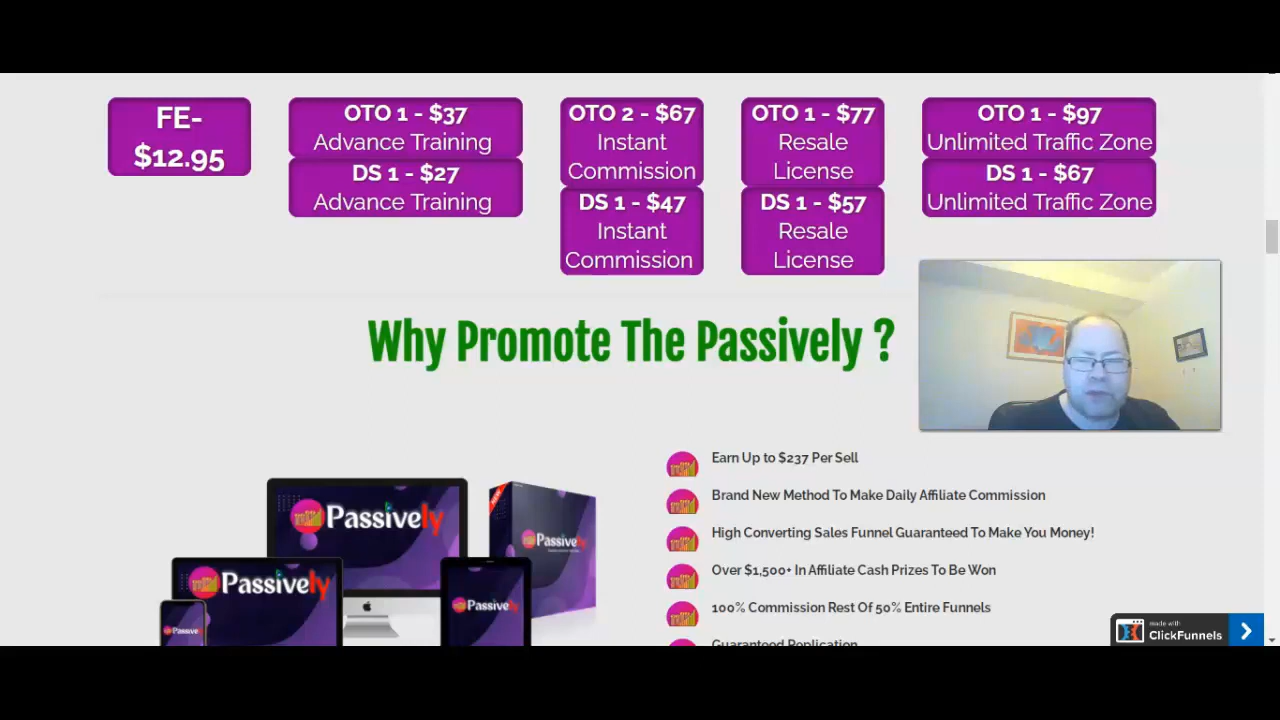 FE-
$12.95
OTO 1 - $37
Advance Training
DS 1 - $27
Advance Training
OTO 2 - $67
Instant
Commission
DS 1 - $47
Instant
Commission
OTO 1 - $77
Resale
License
DS 1 - $57
Resale
License
OTO 1 - $97
Unlimited Traffic Zone
DS 1 - $67
Unlimited Traffic Zone
Why Promote The Passively ?
Passively
Passively
Passively
Passively
Passively
Earn Up to $237 Per Sell
Brand New Method To Make Daily Affiliate Commission
High Converting Sales Funnel Guaranteed To Make You Money!
Over $1,500+ In Affiliate Cash Prizes To Be Won
100% Commission Rest Of 50% Entire Funnels
Guaranteed Replication
made with
ClickFunnels